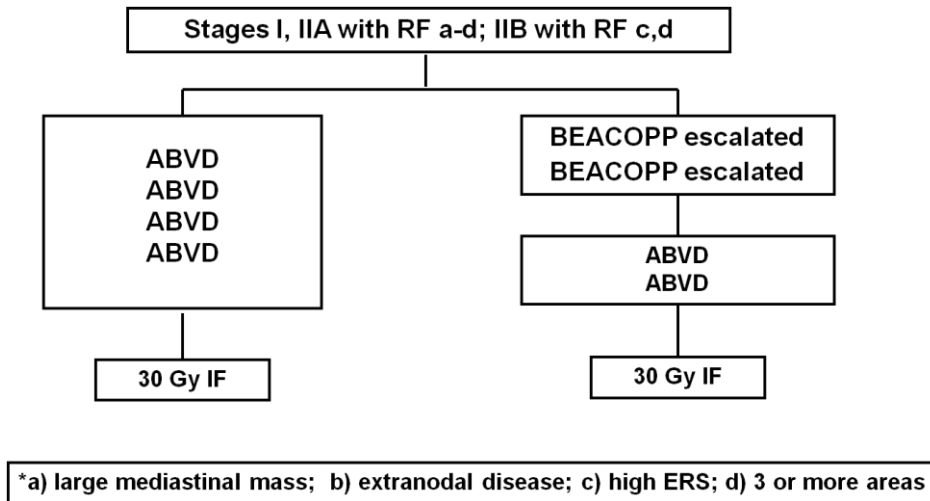 Stages I, IIA with RF a-d; IIB with RF c,d
ABVD
ABVD
ABVD
ABVD
30 Gy IF
BEACOPP escalated
BEACOPP escalated
ABVD
ABVD
30 Gy IF
*a) large mediastinal mass; b) extranodal disease; c) high ERS; d) 3 or more areas